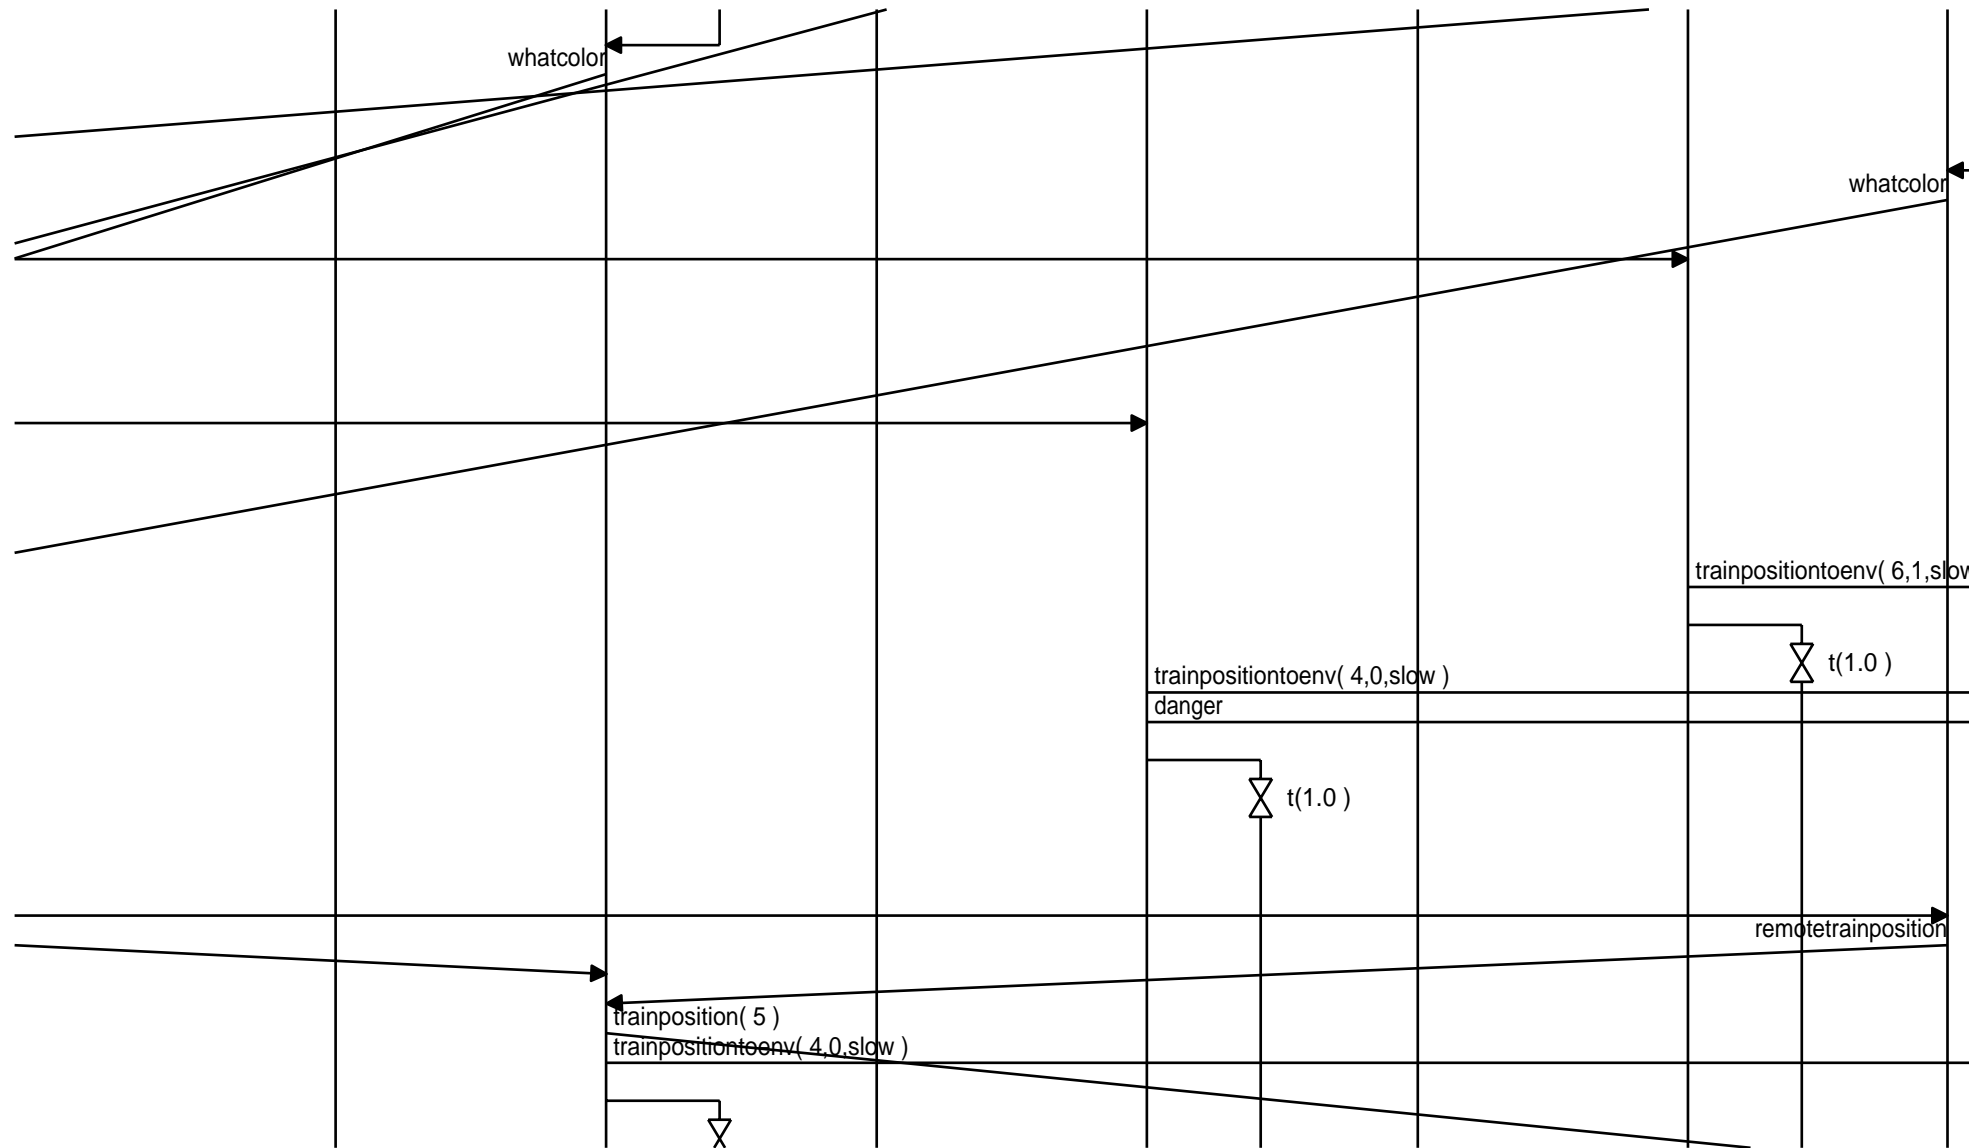 whatcolor
whatcolor
trainpositiontoenv( 6,1,slow
t(1.0 )
trainpositiontoenv( 4,0,slow )
danger
t(1.0 )
remotetrainposition
trainposition( 5 )
trainpositiontoenv( 4,0,slow )